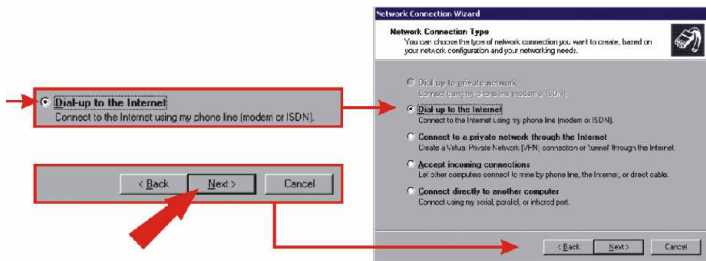 Dial-up to the Internet
Connect to the Internet using my phone line (modem or ISDN).
< Back Next > Cancel
Network Connection Wizard
Network Connection Type
You can choose the type of network connection you want to create, based on
your network configuration and your networking needs.
Dial-up to private network
Connect using my phone line (modem or ISDN).
Dial-up to the Internet
Connect to the Internet using my phone line (modem or ISDN).
Connect to a private network through the Internet
Create a Virtual Private Network (VPN) connection or 'tunnel' through the Internet.
Accept incoming connections
Let other computers connect to mine by phone line, the Internet, or direct cable.
Connect directly to another computer
Connect using my serial, parallel, or infrared port.
< Back Next > Cancel